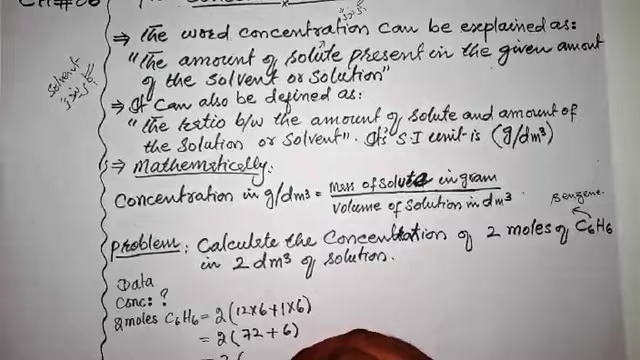 CH#06
⇒ The word concentration can be explained as:
"The amount of solute present in the given amount
of the solvent or solution"
solvent
⇒ It can also be defined as:
"The ratio b/w the amount of solute and amount of
the solution or solvent". Its S.I unit is (g/dm³)
⇒ Mathematically:
Concentration in g/dm³ = Mass of solute in gram
Volume of solution in dm³
Benzene
Problem: Calculate the Concentration of 2 moles of C₆H₆
in 2 dm³ of solution.
Data
Conc: ?
2 moles C₆H₆ = 2(12×6+1×6)
= 2(72+6)
= 2(